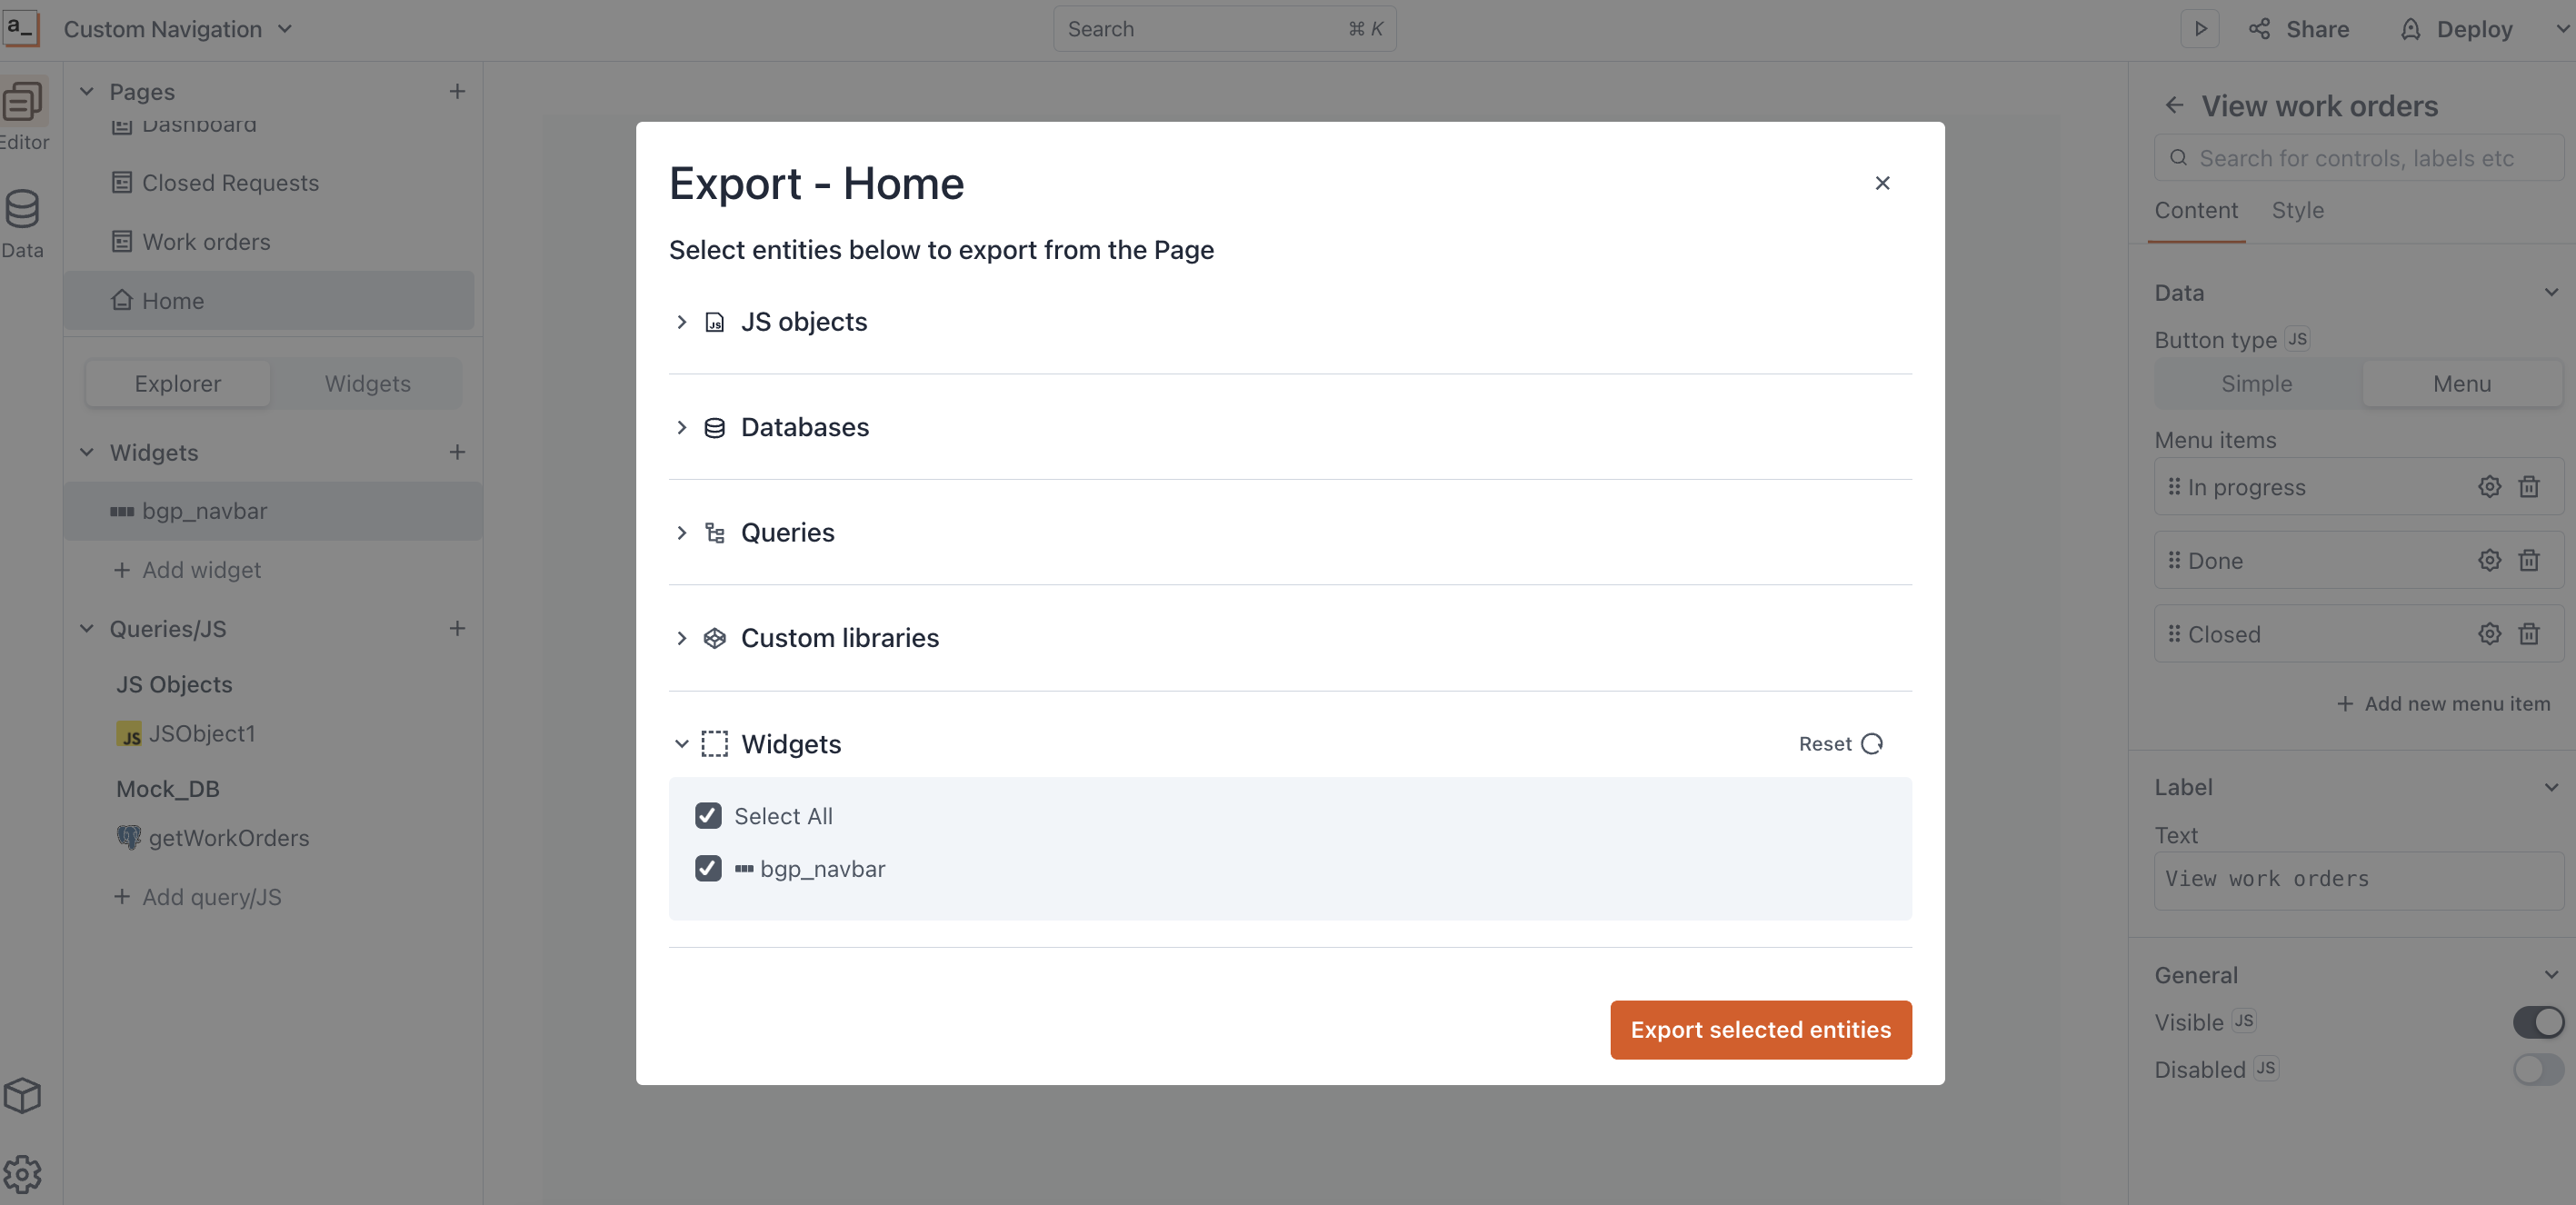 a_
Custom Navigation
Search ⌘ K
Share
Deploy
Editor
Data
Pages
Dashboard
Closed Requests
Work orders
Home
Explorer Widgets
Widgets
bgp_navbar
Add widget
Queries/JS
JS Objects
JS JSObject1
Mock_DB
getWorkOrders
Add query/JS
Export - Home
Select entities below to export from the Page
JS JS objects
Databases
Queries
Custom libraries
Widgets Reset
Select All
bgp_navbar
Export selected entities
View work orders
Search for controls, labels etc
Content Style
Data
Button type JS
Simple Menu
Menu items
In progress
Done
Closed
Add new menu item
Label
Text
View work orders
General
Visible JS
Disabled JS